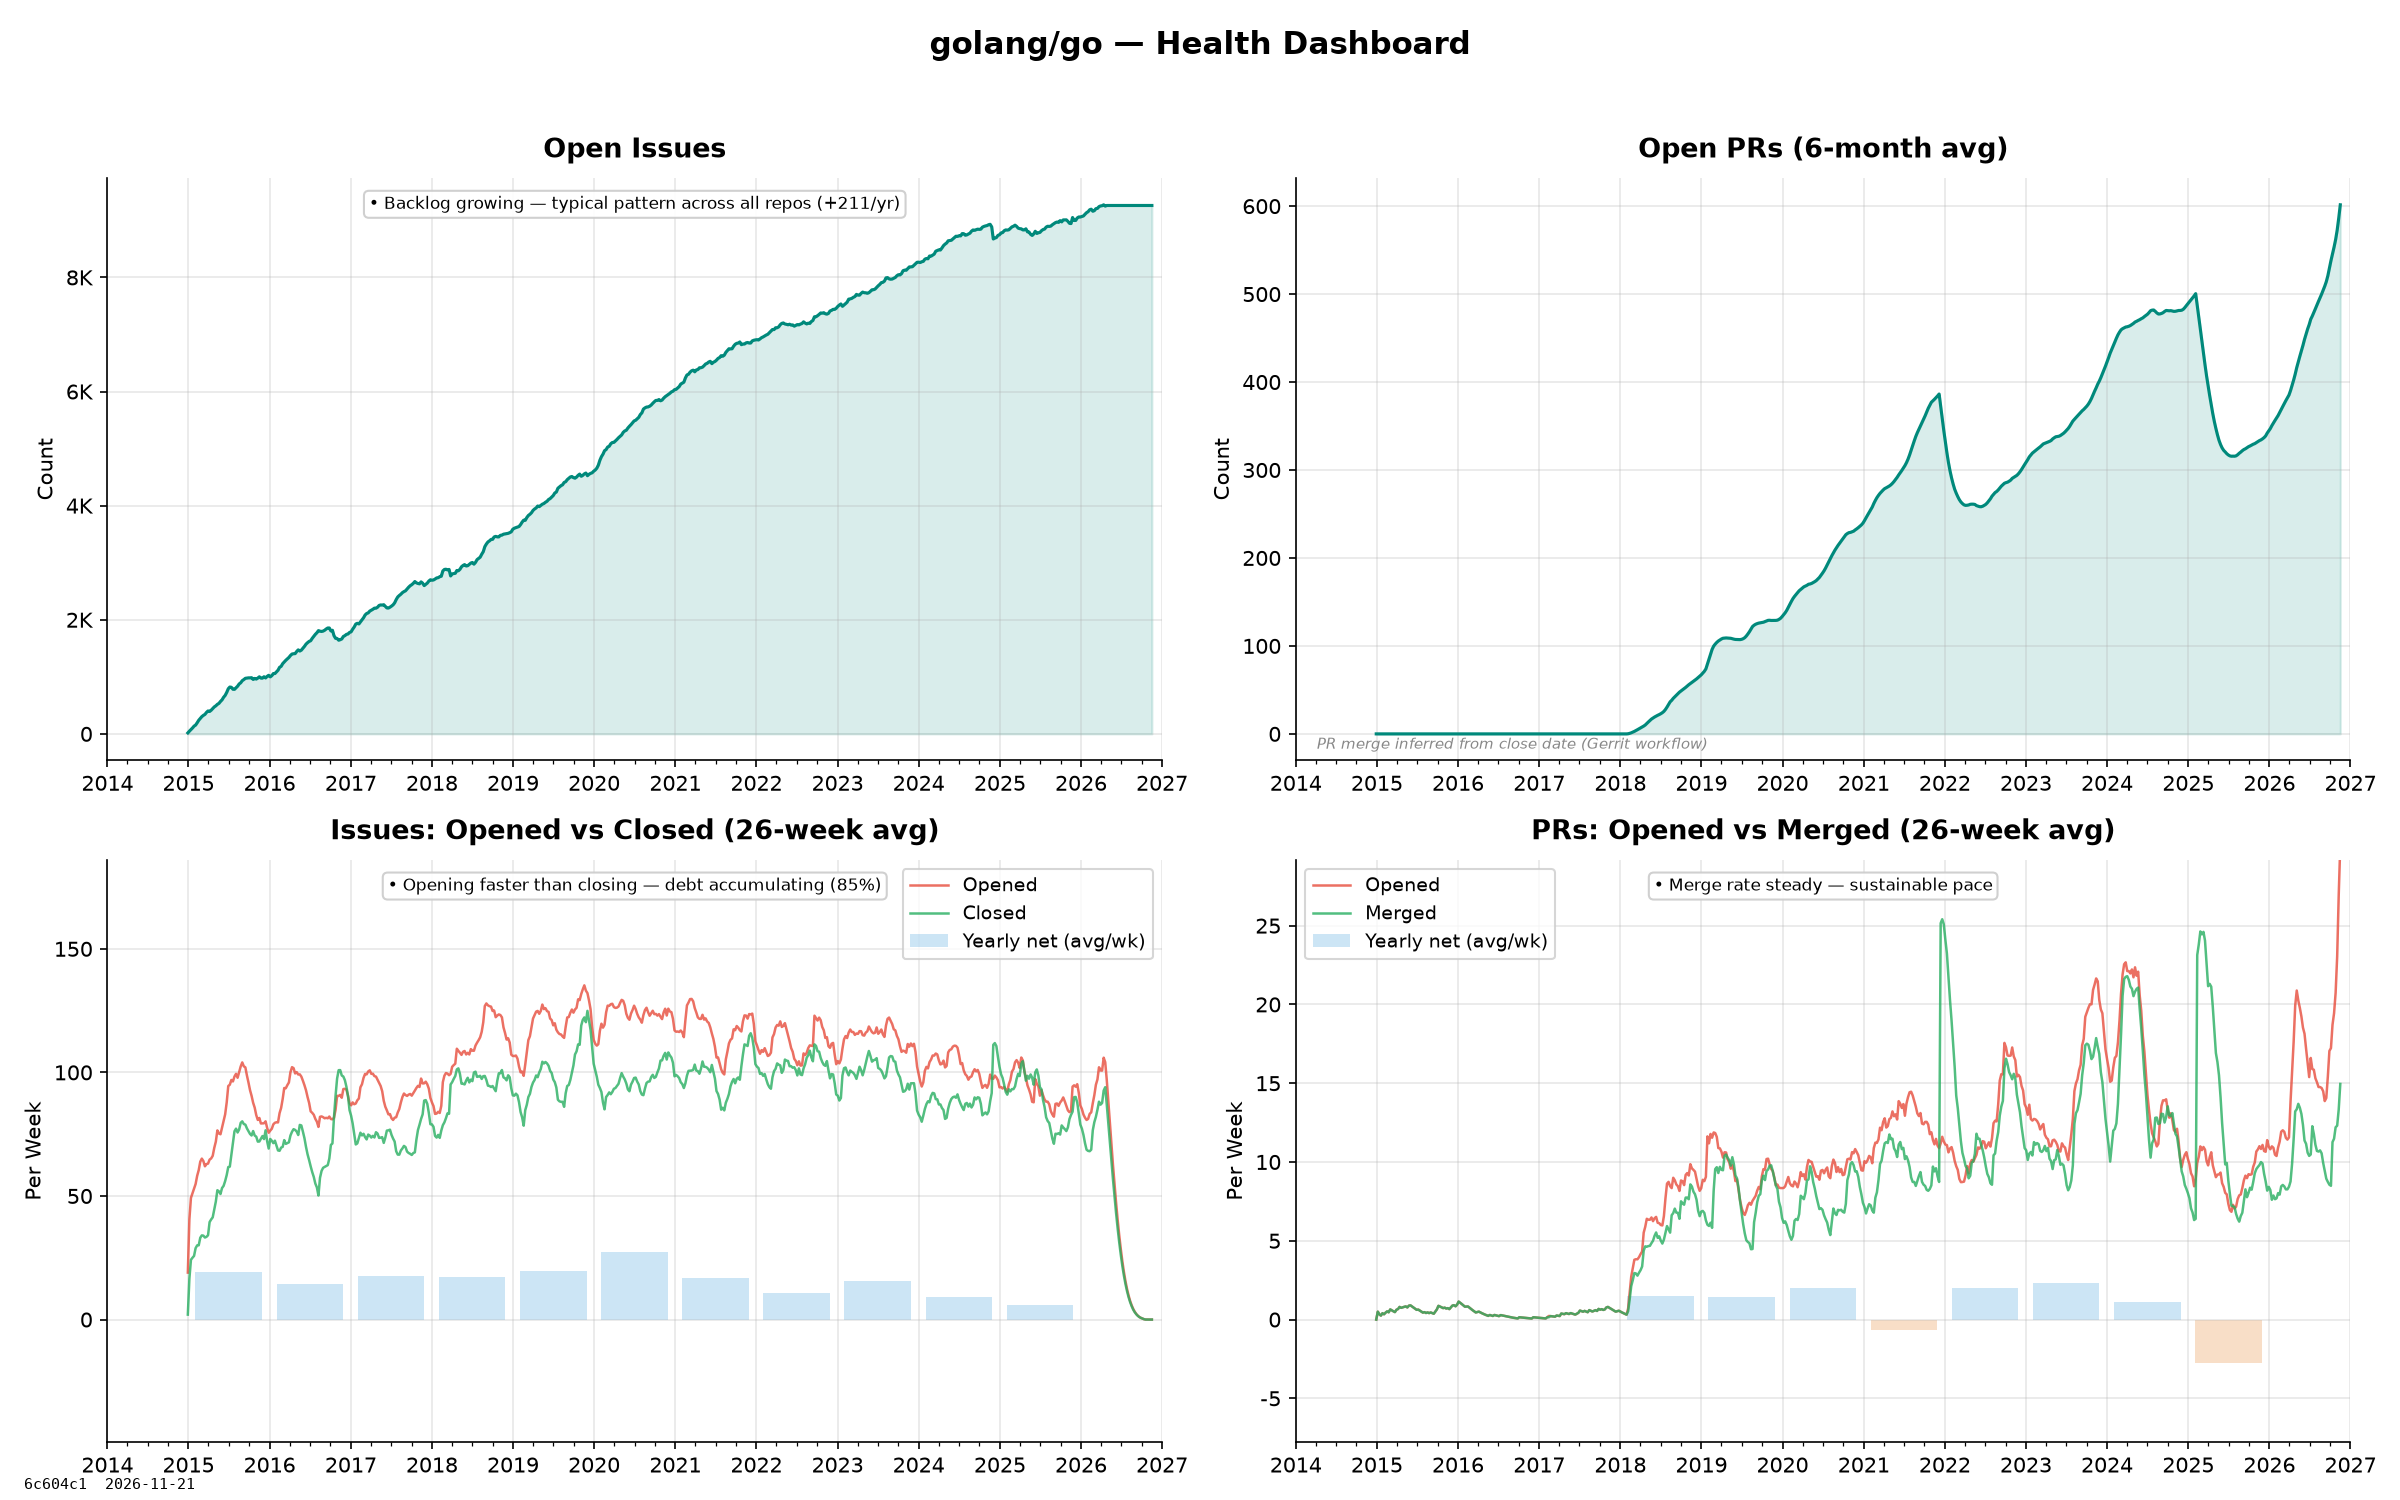 golang/go — Health Dashboard
Open Issues
• Backlog growing — typical pattern across all repos (+211/yr)
Count
8K
6K
4K
2K
0
2014 2015 2016 2017 2018 2019 2020 2021 2022 2023 2024 2025 2026 2027
Open PRs (6-month avg)
Count
600
500
400
300
200
100
0
PR merge inferred from close date (Gerrit workflow)
2014 2015 2016 2017 2018 2019 2020 2021 2022 2023 2024 2025 2026 2027
Issues: Opened vs Closed (26-week avg)
• Opening faster than closing — debt accumulating (85%)
Opened
Closed
Yearly net (avg/wk)
Per Week
150
100
50
0
2014 2015 2016 2017 2018 2019 2020 2021 2022 2023 2024 2025 2026 2027
PRs: Opened vs Merged (26-week avg)
Opened
Merged
Yearly net (avg/wk)
• Merge rate steady — sustainable pace
Per Week
25
20
15
10
5
0
-5
2014 2015 2016 2017 2018 2019 2020 2021 2022 2023 2024 2025 2026 2027
6c604c1 2026-11-21